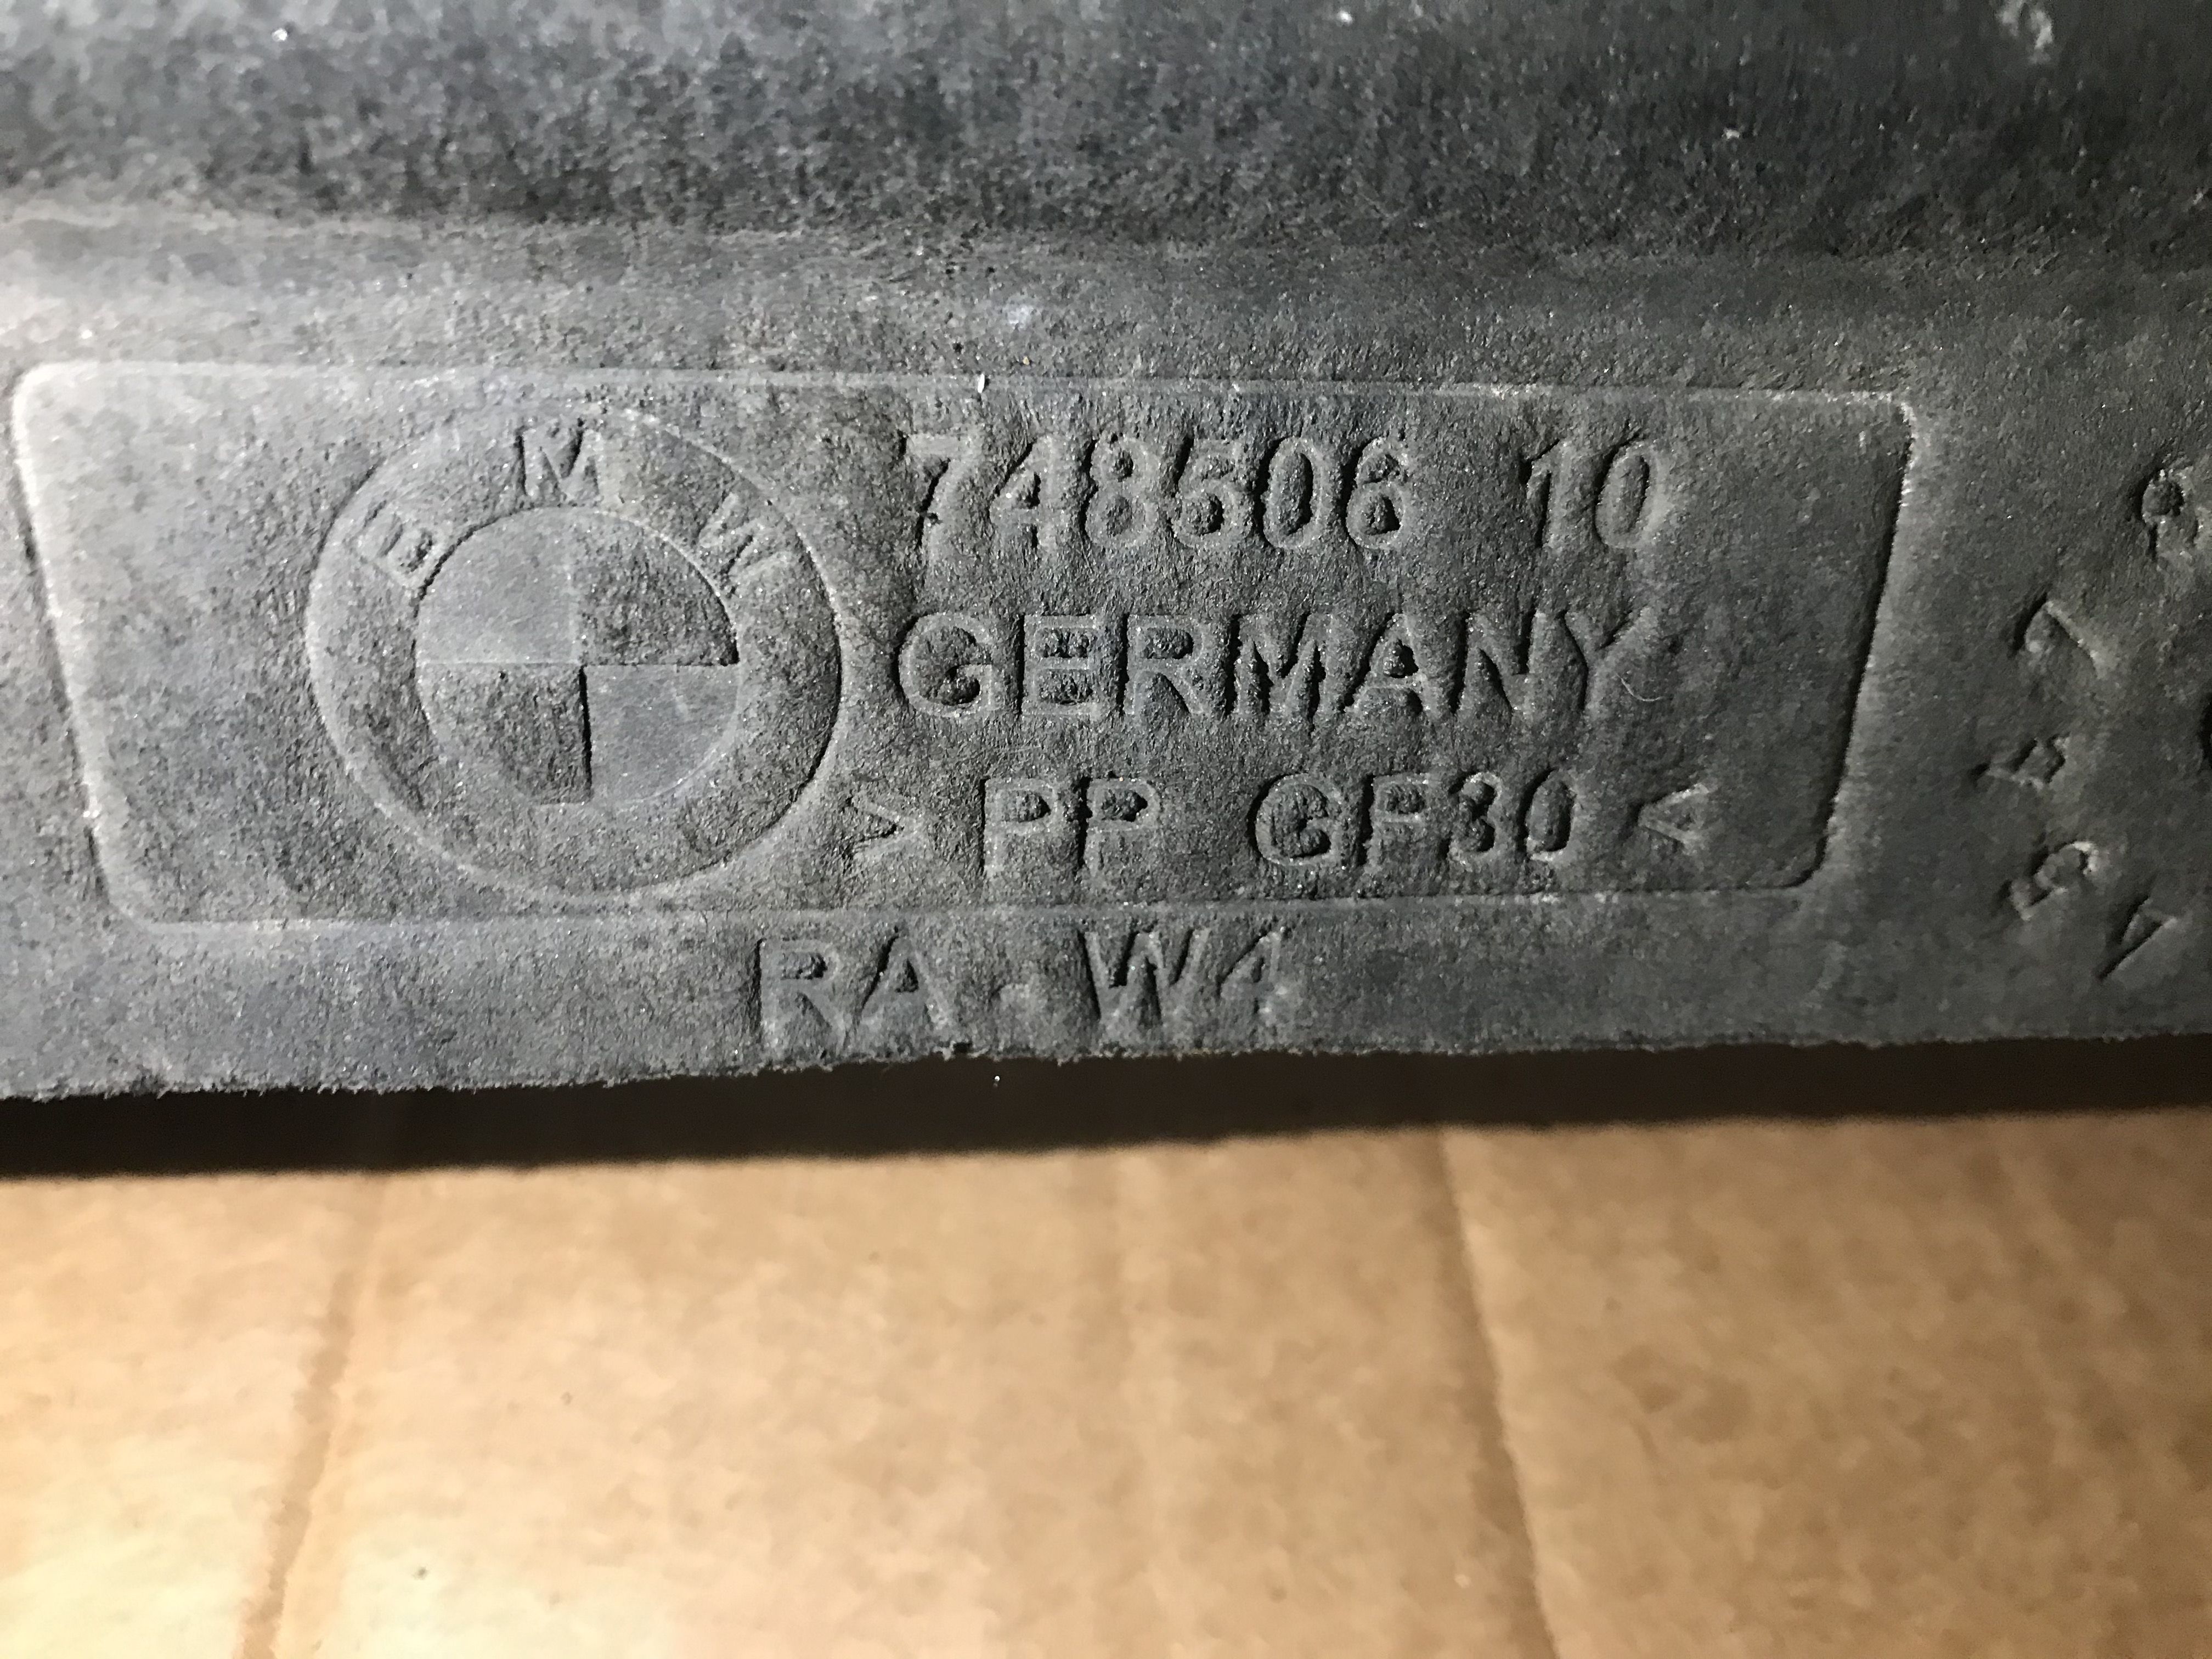 BMW
748506 10
GERMANY
> PP GF30 <
RA W4